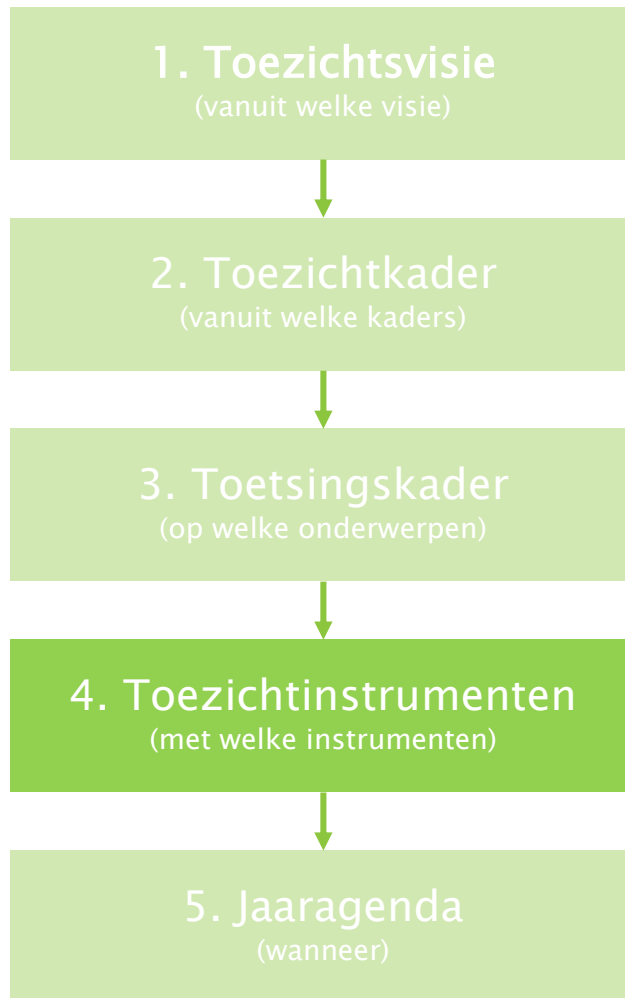 1. Toezichtsvisie
(vanuit welke visie)
2. Toezichtkader
(vanuit welke kaders)
3. Toetsingskader
(op welke onderwerpen)
4. Toezichtinstrumenten
(met welke instrumenten)
5. Jaaragenda
(wanneer)